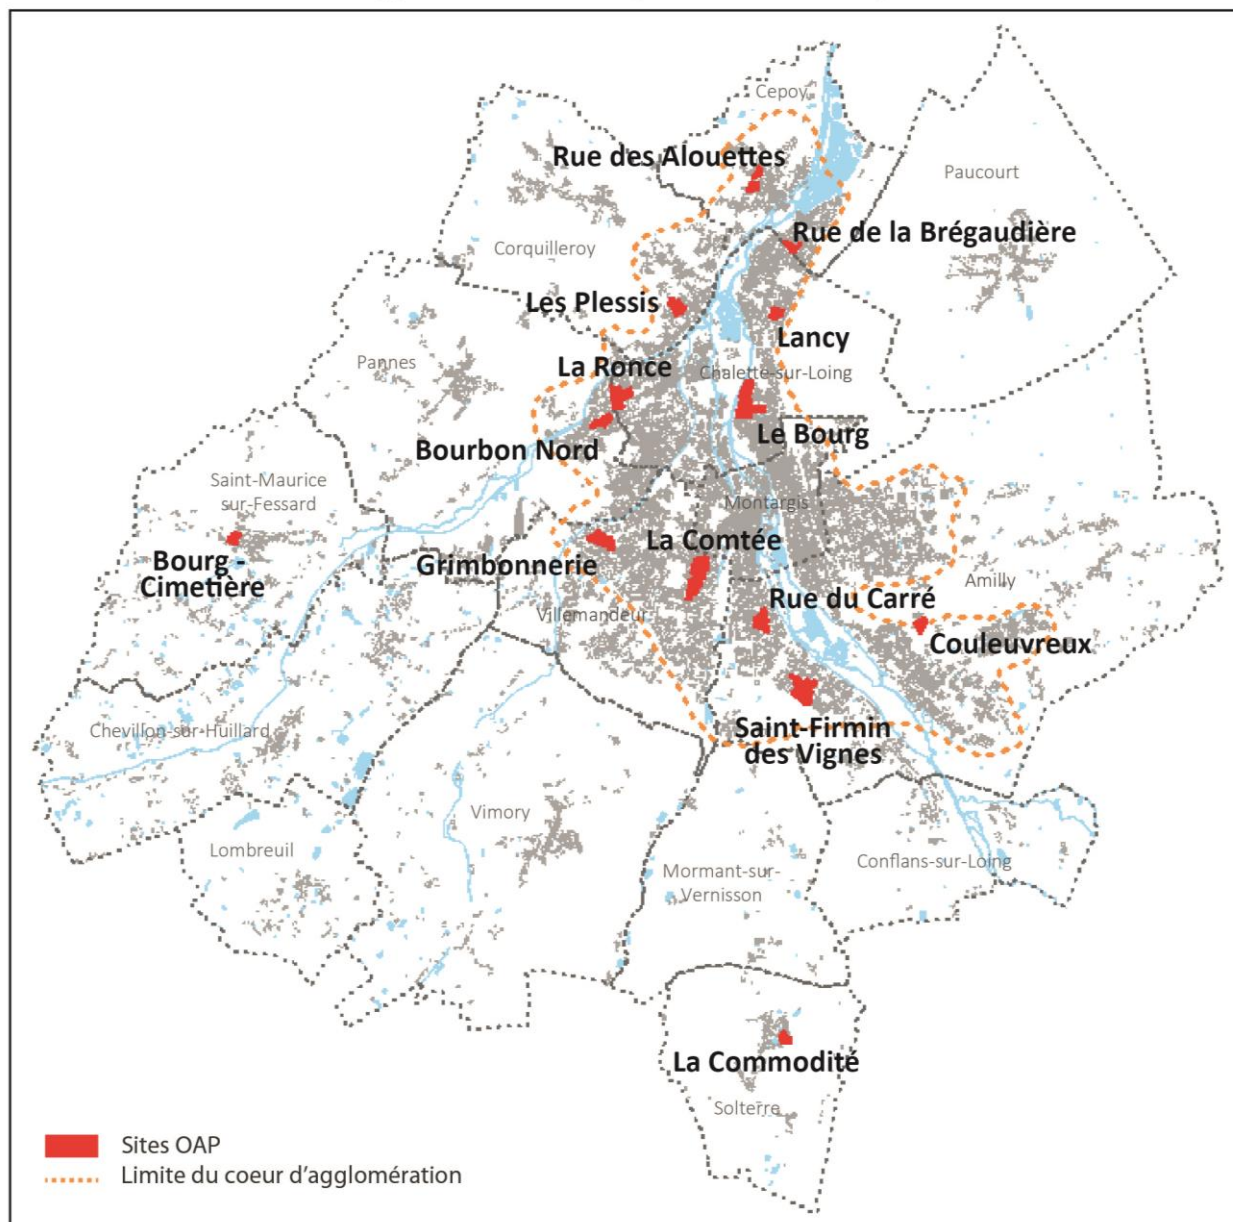 Cepoy
Rue des Alouettes
Paucourt
Rue de la Brégaudière
Corquilleroy
Les Plessis
Lancy
Pannes
La Ronce
Chalette-sur-Loing
Le Bourg
Bourbon Nord
Saint-Maurice
sur-Fessard
Montargis
La Comtée
Bourg -
Cimetière
Grimbonnerie
Amilly
Villemandeur
Rue du Carré
Couleuvreux
Chevillon-sur-Huillard
Saint-Firmin
des Vignes
Vimory
Lombreuil
Mormant-sur-
Vernisson
Conflans-sur-Loing
La Commodité
Solterre
Sites OAP
Limite du coeur d'agglomération